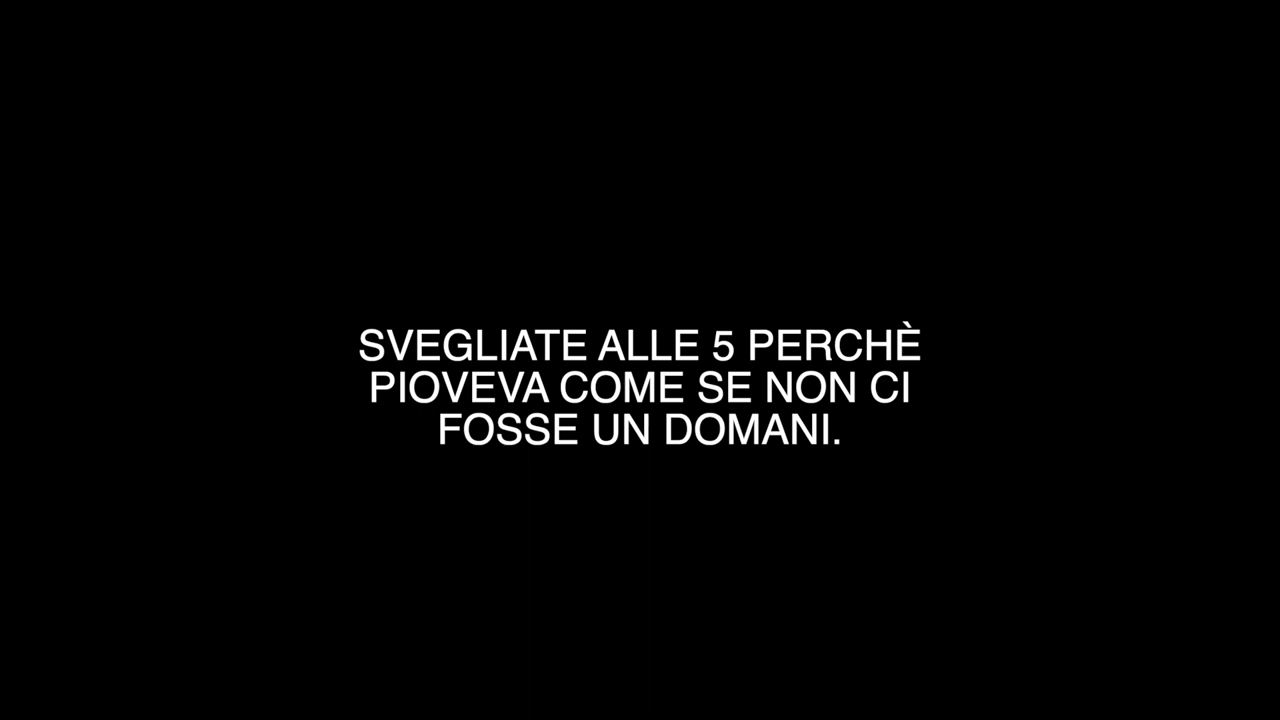 SVEGLIATE ALLE 5 PERCHÈ
PIOVEVA COME SE NON CI
FOSSE UN DOMANI.